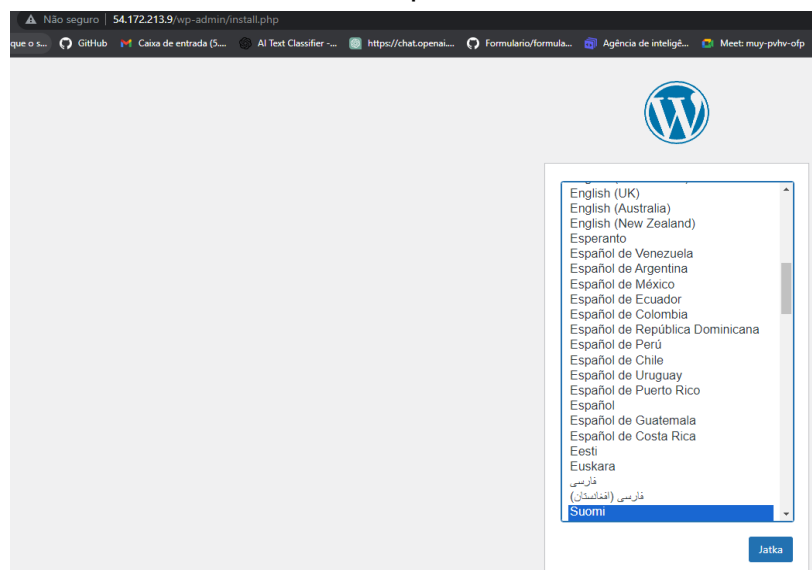 Não seguro | 54.172.213.9/wp-admin/install.php
que o s... GitHub Caixa de entrada (5.... AI Text Classifier -... https://chat.openai.... Formulario/formula... Agência de inteligê... Meet: muy-pvhv-ofp
English (UK)
English (Australia)
English (New Zealand)
Esperanto
Español de Venezuela
Español de Argentina
Español de México
Español de Ecuador
Español de Colombia
Español de República Dominicana
Español de Perú
Español de Chile
Español de Uruguay
Español de Puerto Rico
Español
Español de Guatemala
Español de Costa Rica
Eesti
Euskara
فارسی
(فارسی (افغانستان
Suomi
Jatka